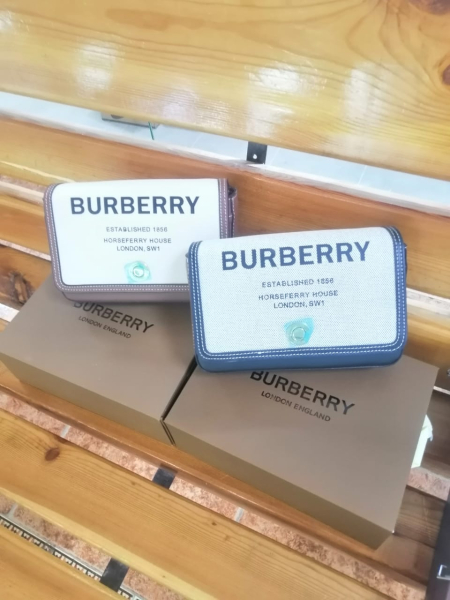 BURBERRY
ESTABLISHED 1856
HORSEFERRY HOUSE
LONDON, SW1
BURBERRY
ESTABLISHED 1856
HORSEFERRY HOUSE
LONDON, SW1
BURBERRY
LONDON ENGLAND
BURBERRY
LONDON ENGLAND